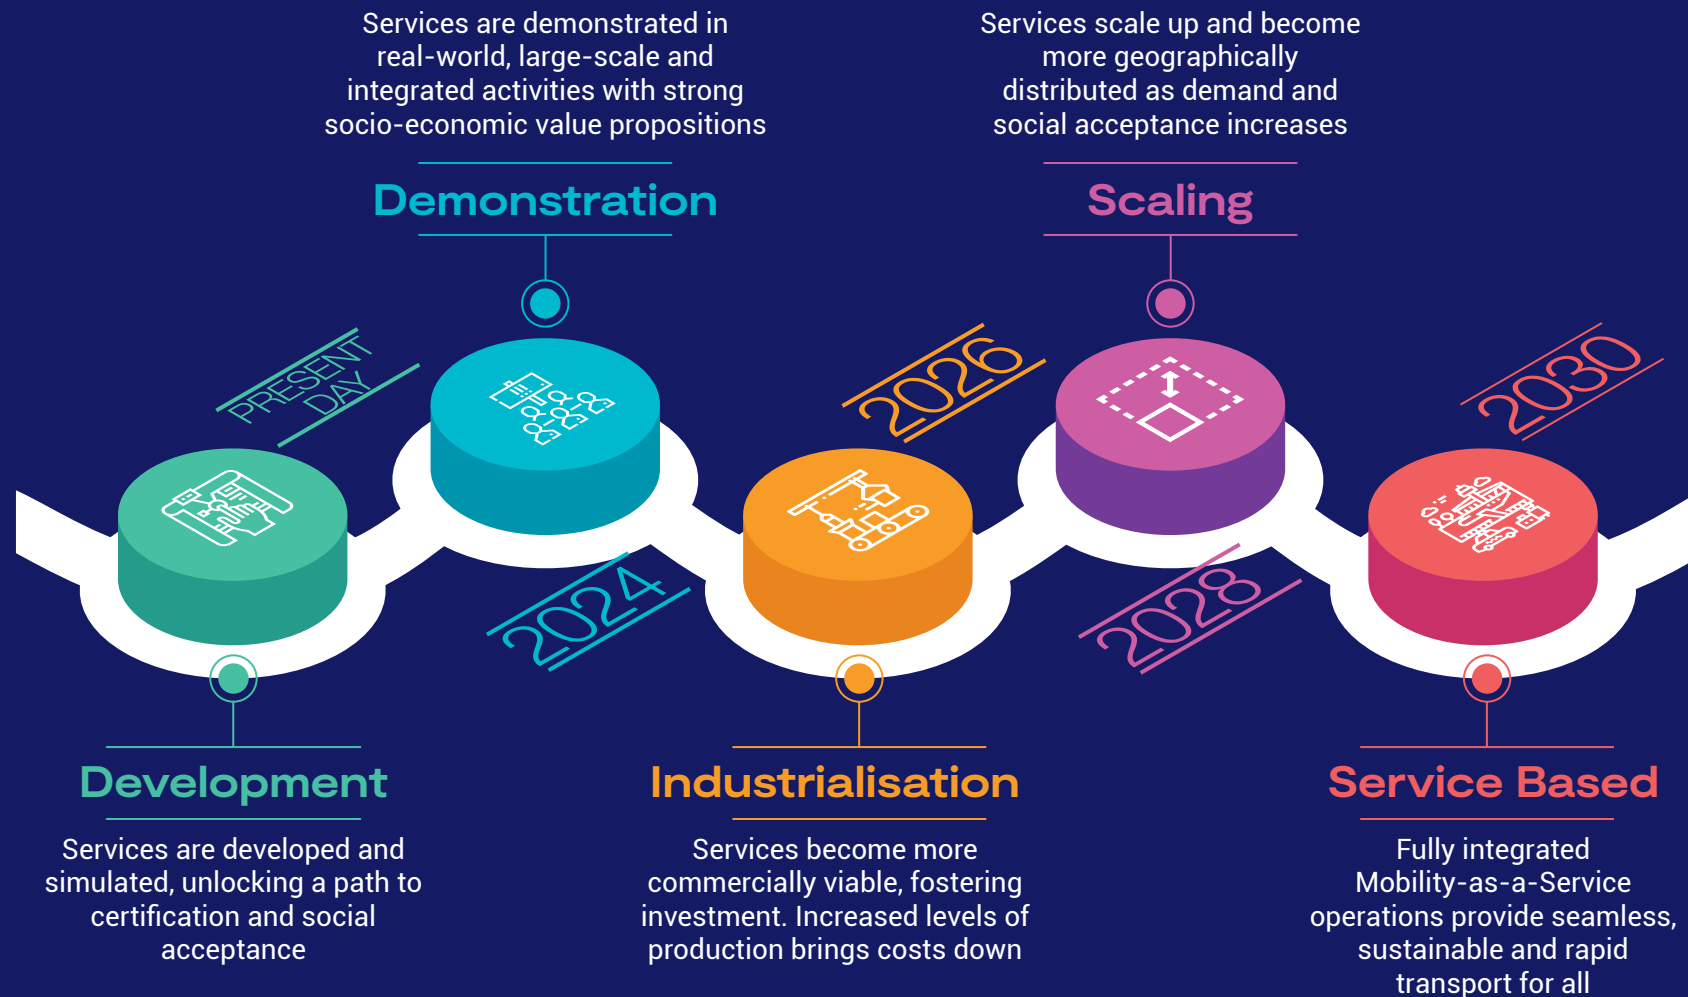 Services are demonstrated in
real-world, large-scale and
integrated activities with strong
socio-economic value propositions
Demonstration
Services scale up and become
more geographically
distributed as demand and
social acceptance increases
Scaling
PRESENT
DAY
2024
2026
2028
2030
Development
Services are developed and
simulated, unlocking a path to
certification and social
acceptance
Industrialisation
Services become more
commercially viable, fostering
investment. Increased levels of
production brings costs down
Service Based
Fully integrated
Mobility-as-a-Service
operations provide seamless,
sustainable and rapid
transport for all